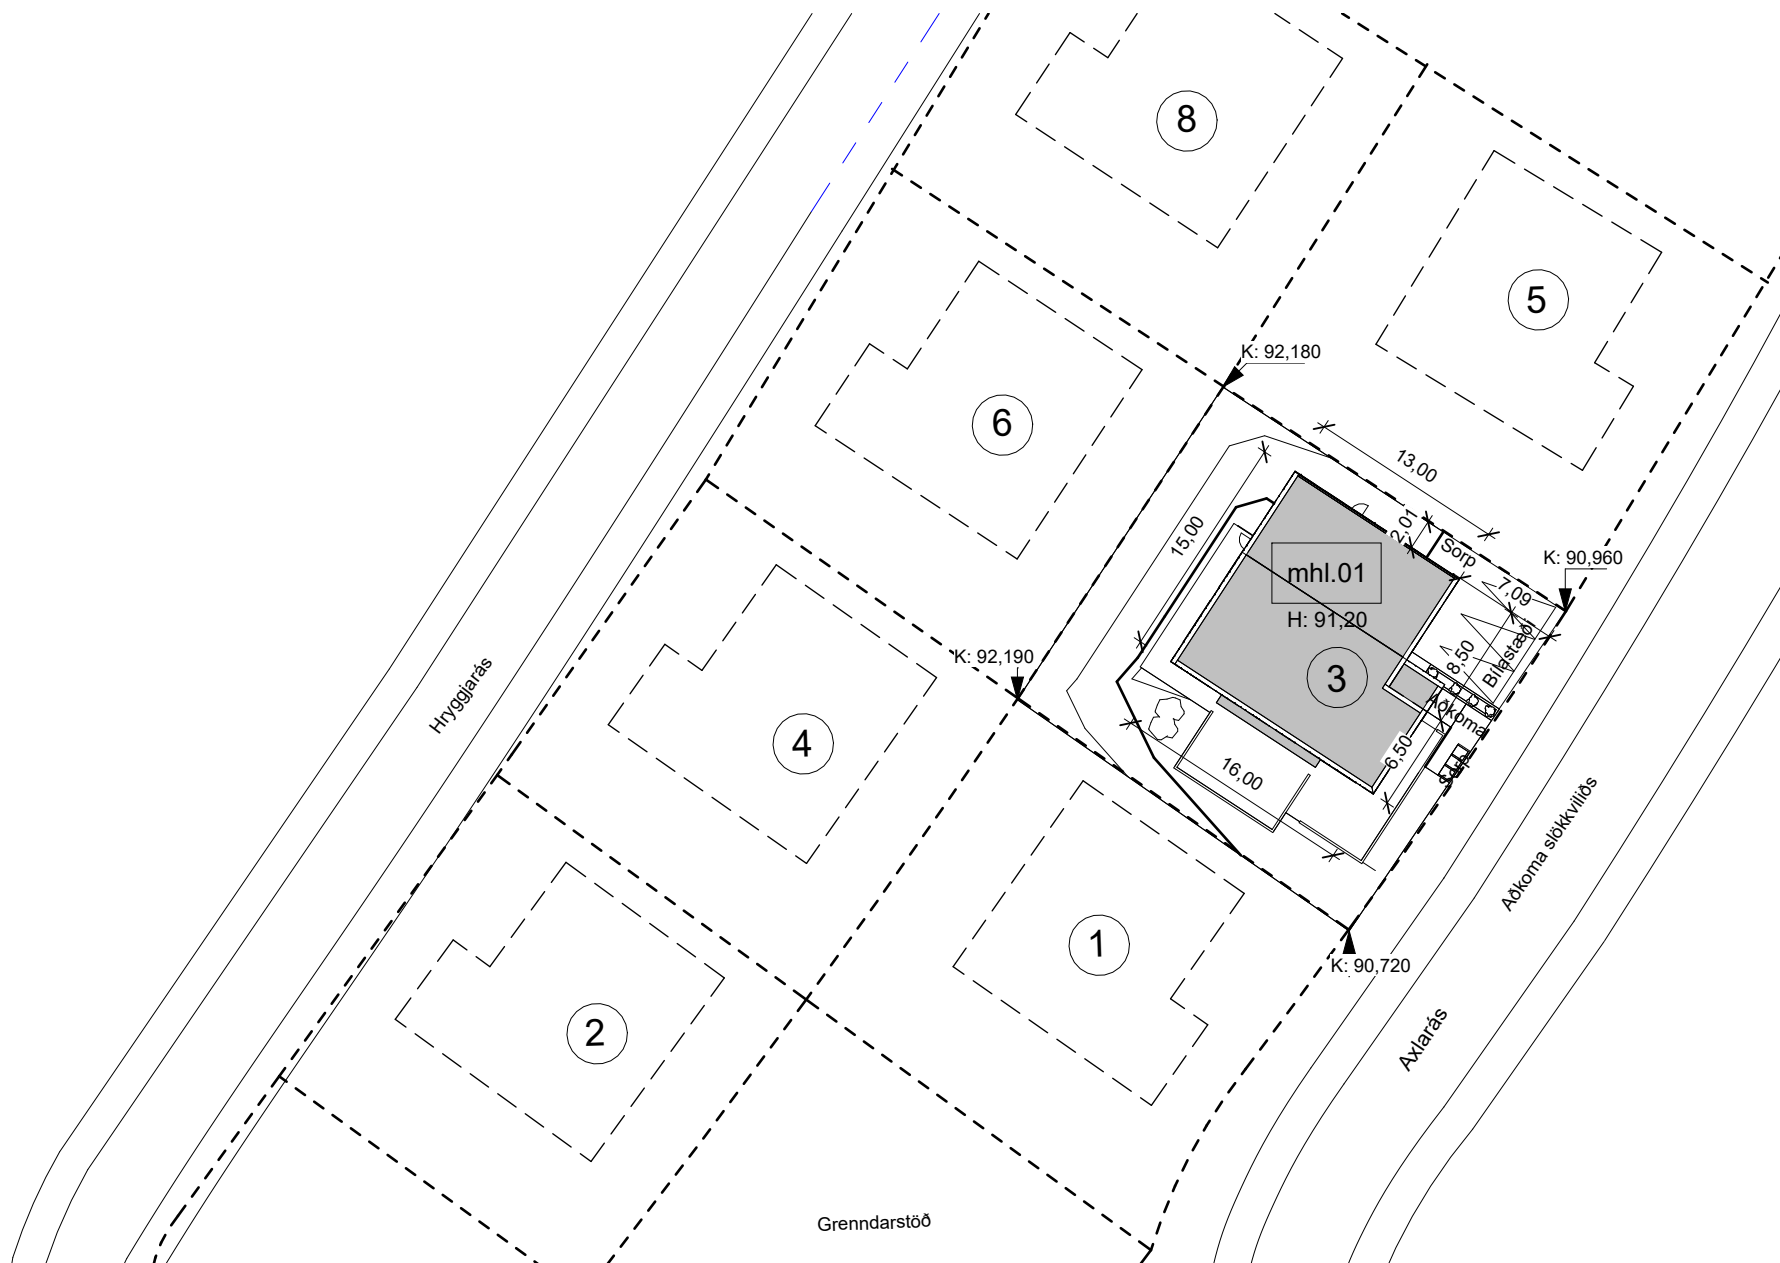 8
5
K: 92,180
6
13,00
15,00
2,01
Sorp
K: 90,960
mhl.01
7,09
H: 91,20
8,50
Bílastæði
K: 92,190
3
Aðkoma
Hryggjarás
4
6,50
Sorp
16,00
Aðkoma slökkviliðs
1
K: 90,720
2
Axlarás
Grenndarstöð